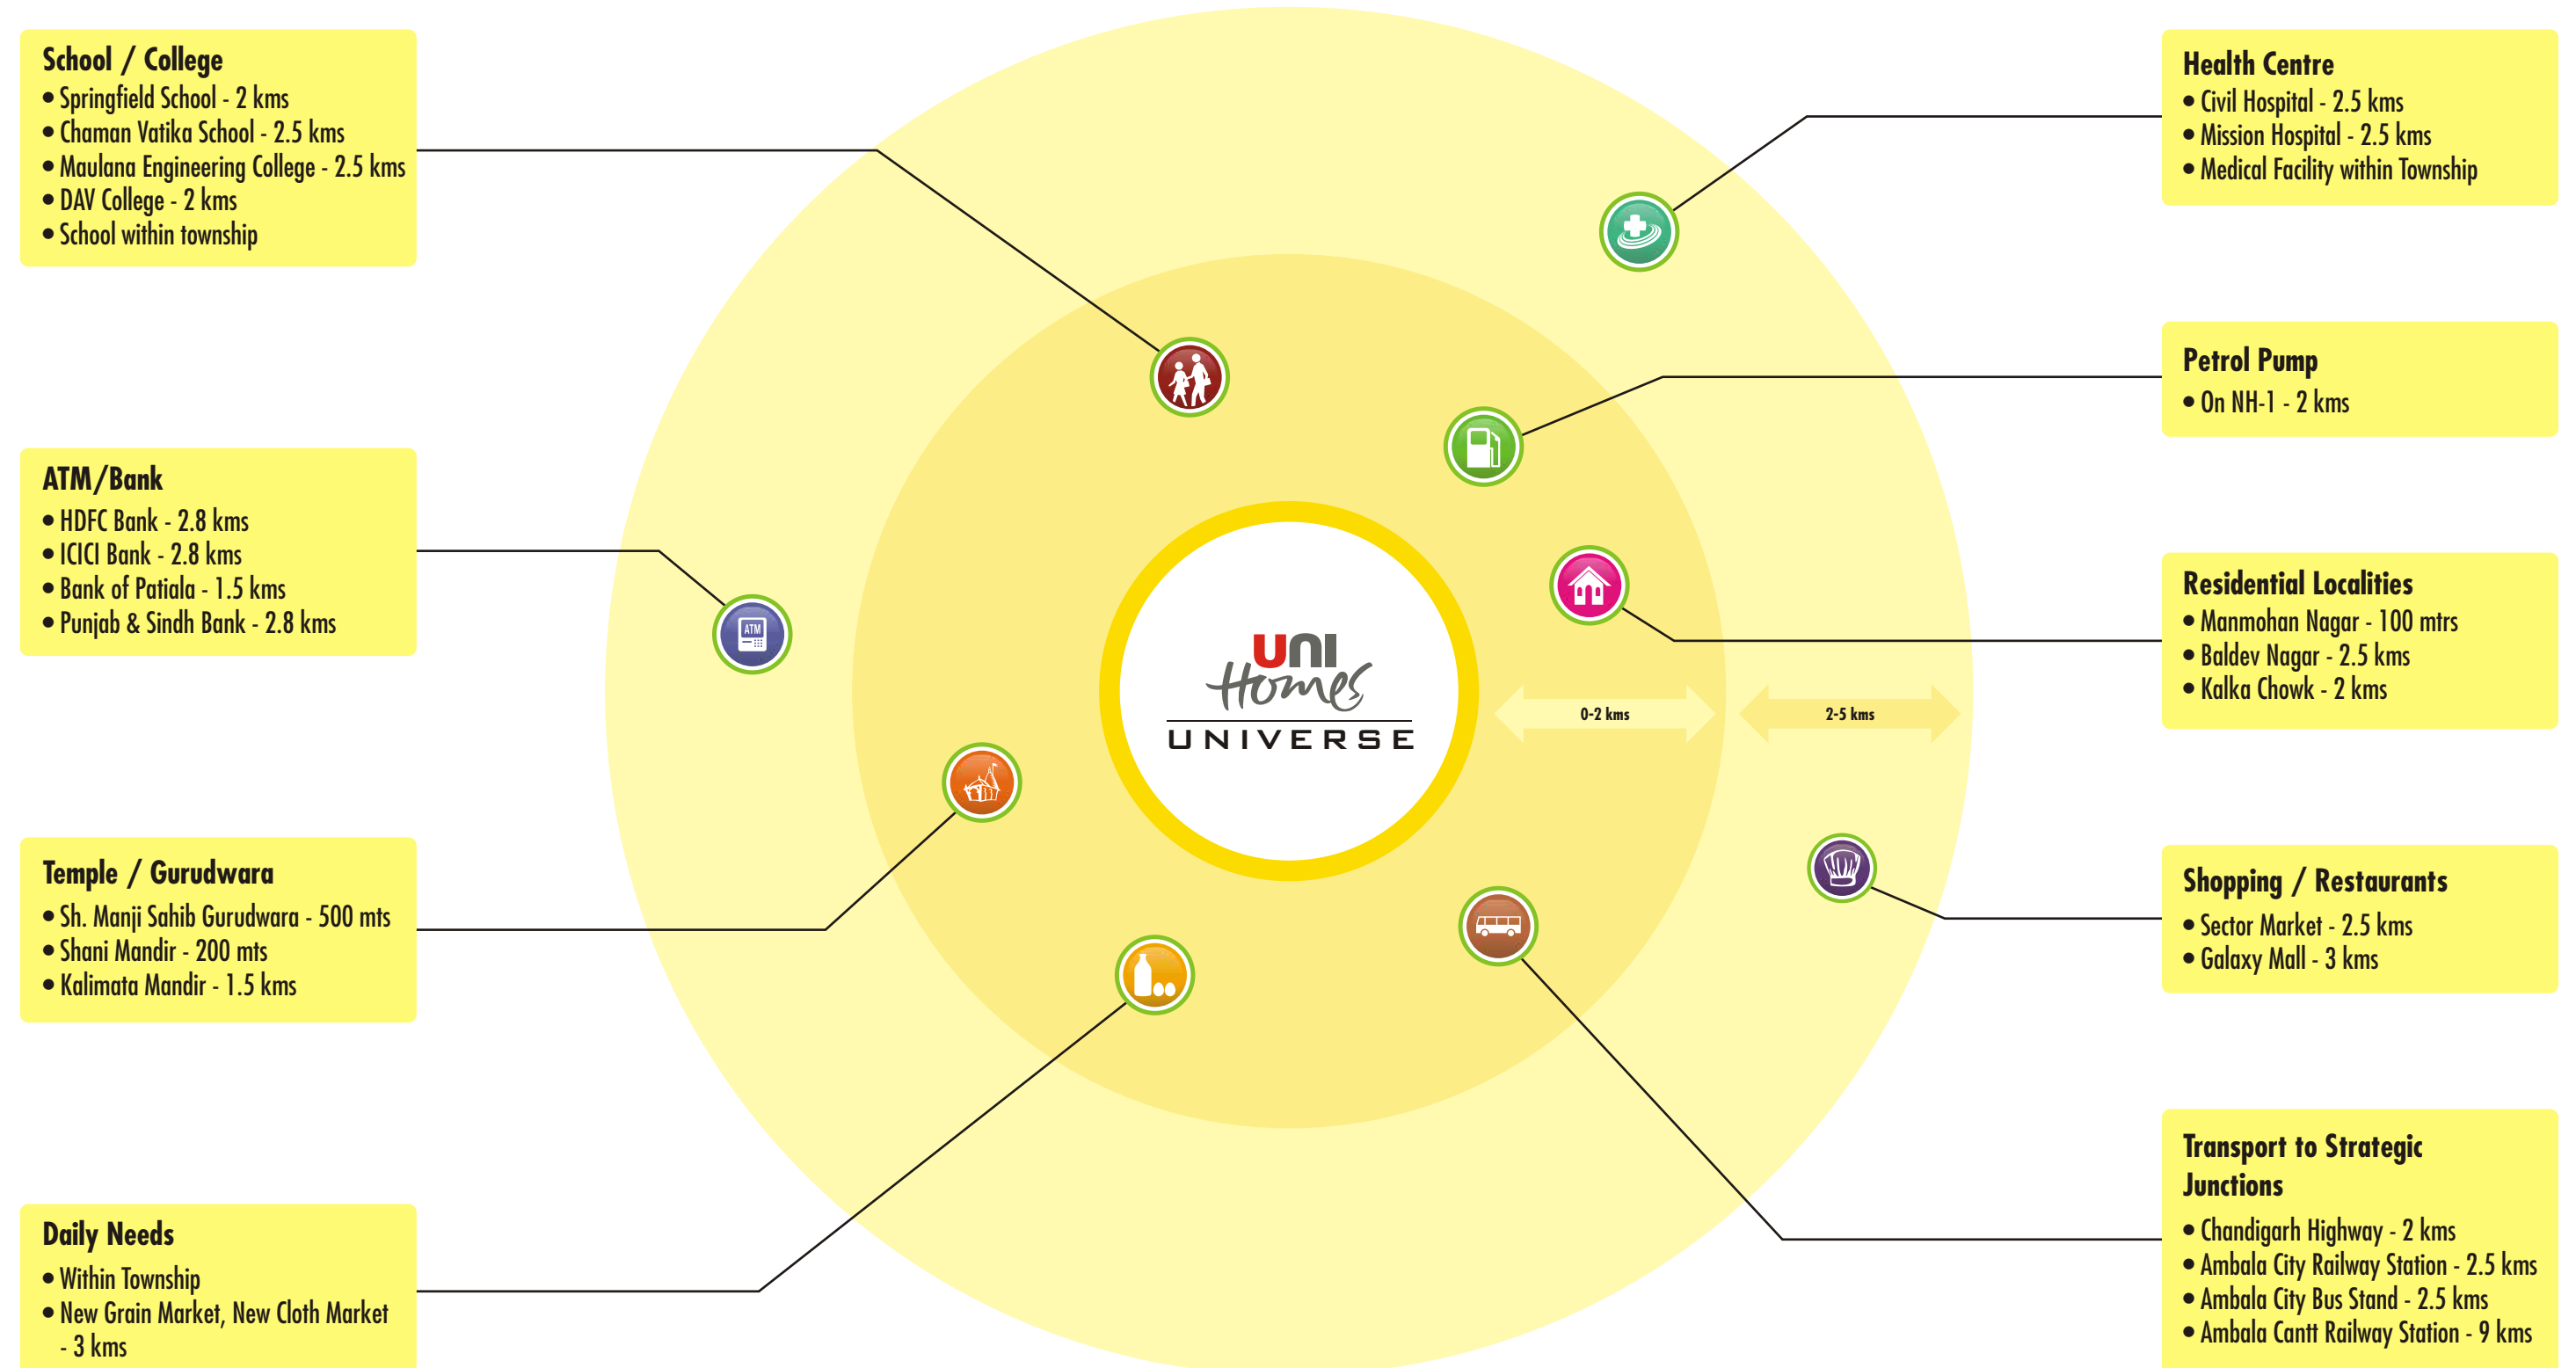 School / College
• Springfield School - 2 kms
• Chaman Vatika School - 2.5 kms
• Maulana Engineering College - 2.5 kms
• DAV College - 2 kms
• School within township
ATM/Bank
• HDFC Bank - 2.8 kms
• ICICI Bank - 2.8 kms
• Bank of Patiala - 1.5 kms
• Punjab & Sindh Bank - 2.8 kms
Temple / Gurudwara
• Sh. Manji Sahib Gurudwara - 500 mts
• Shani Mandir - 200 mts
• Kalimata Mandir - 1.5 kms
Daily Needs
• Within Township
• New Grain Market, New Cloth Market
- 3 kms
ATM
UNI
Homes
UNIVERSE
0-2 kms
2-5 kms
Health Centre
• Civil Hospital - 2.5 kms
• Mission Hospital - 2.5 kms
• Medical Facility within Township
Petrol Pump
• On NH-1 - 2 kms
Residential Localities
• Manmohan Nagar - 100 mtrs
• Baldev Nagar - 2.5 kms
• Kalka Chowk - 2 kms
Shopping / Restaurants
• Sector Market - 2.5 kms
• Galaxy Mall - 3 kms
Transport to Strategic
Junctions
• Chandigarh Highway - 2 kms
• Ambala City Railway Station - 2.5 kms
• Ambala City Bus Stand - 2.5 kms
• Ambala Cantt Railway Station - 9 kms